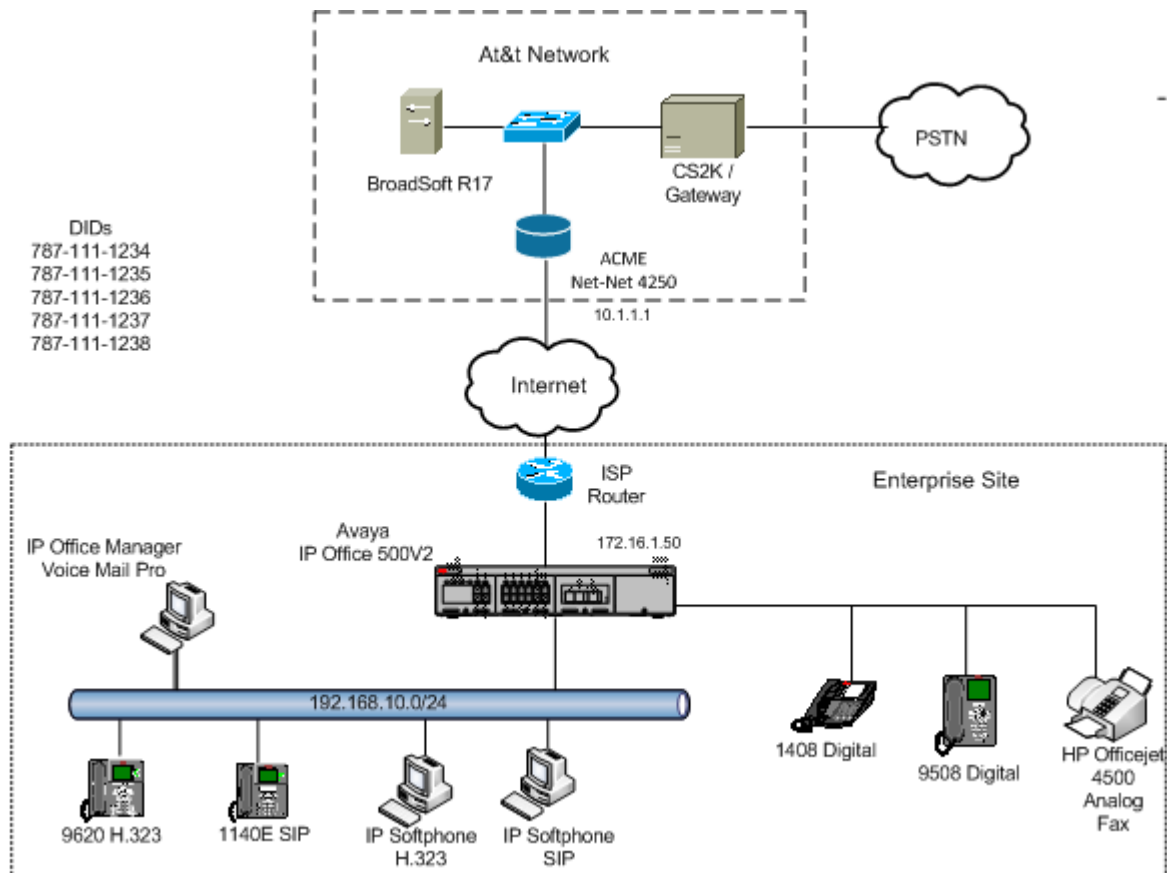 At&t Network
BroadSoft R17
CS2K /
Gateway
PSTN
ACME
Net-Net 4250
10.1.1.1
DIDs
787-111-1234
787-111-1235
787-111-1236
787-111-1237
787-111-1238
Internet
ISP
Router
Enterprise Site
Avaya
IP Office 500V2
172.16.1.50
IP Office Manager
Voice Mail Pro
192.168.10.0/24
9620 H.323
1140E SIP
IP Softphone
H.323
IP Softphone
SIP
1408 Digital
9508 Digital
HP Officejet
4500
Analog
Fax